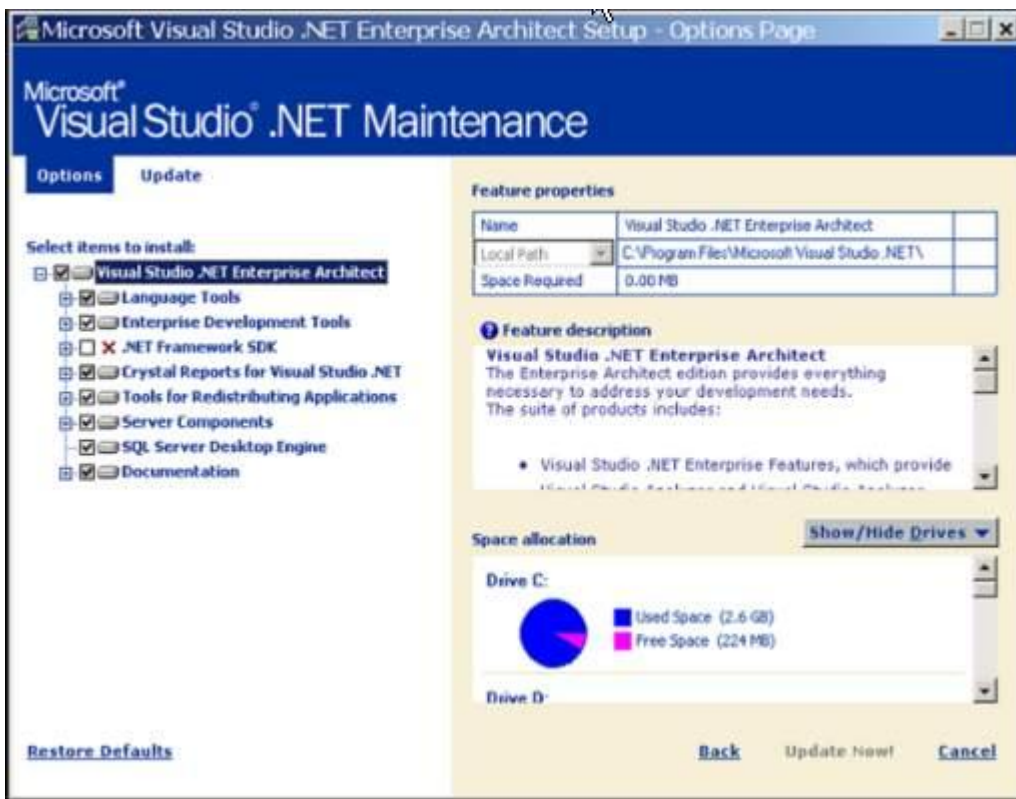 Microsoft Visual Studio .NET Enterprise Architect Setup - Options Page
Microsoft®
Visual Studio® .NET Maintenance
Options Update
Select items to install:
Visual Studio .NET Enterprise Architect
Language Tools
Enterprise Development Tools
.NET Framework SDK
Crystal Reports for Visual Studio .NET
Tools for Redistributing Applications
Server Components
SQL Server Desktop Engine
Documentation
Feature properties
Name Visual Studio .NET Enterprise Architect
Local Path C:\Program Files\Microsoft Visual Studio .NET\
Space Required 0.00 MB
Feature description
Visual Studio .NET Enterprise Architect
The Enterprise Architect edition provides everything
necessary to address your development needs.
The suite of products includes:
• Visual Studio .NET Enterprise Features, which provide
Space allocation
Show/Hide Drives
Drive C:
Used Space (2.6 GB)
Free Space (224 MB)
Drive D:
Restore Defaults
Back Update Now! Cancel